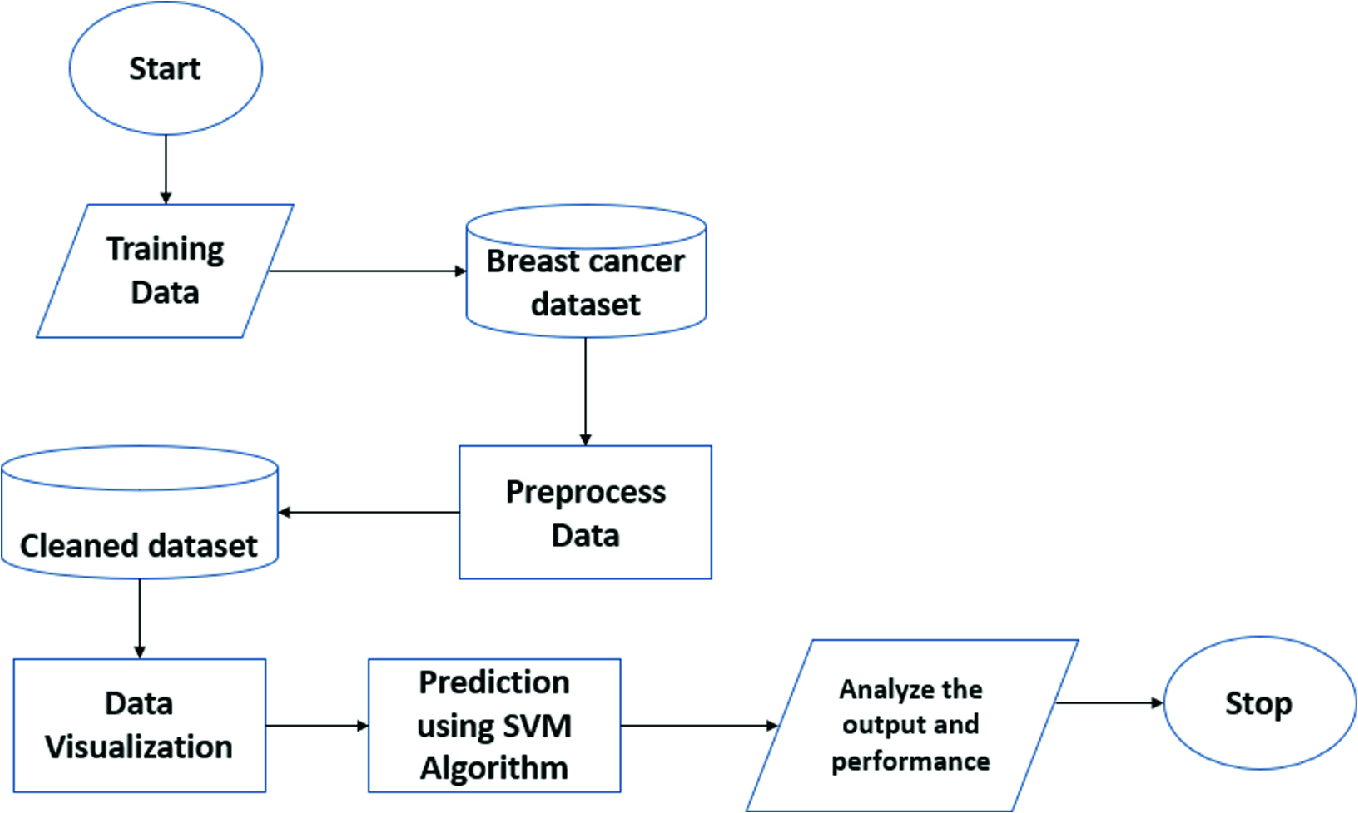 Start
Training
Data
Breast cancer
dataset
Preprocess
Data
Cleaned dataset
Data
Visualization
Prediction
using SVM
Algorithm
Analyze the
output and
performance
Stop